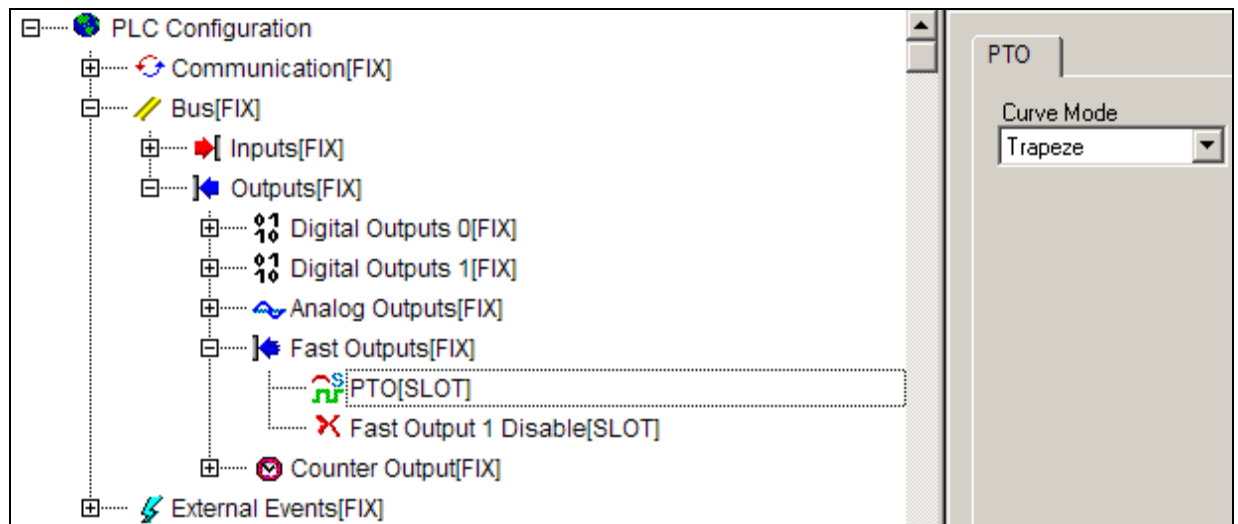 PLC Configuration
Communication[FIX]
Bus[FIX]
Inputs[FIX]
Outputs[FIX]
Digital Outputs 0[FIX]
Digital Outputs 1[FIX]
Analog Outputs[FIX]
Fast Outputs[FIX]
PTO[SLOT]
Fast Output 1 Disable[SLOT]
Counter Output[FIX]
External Events[FIX]
PTO
Curve Mode
Trapeze